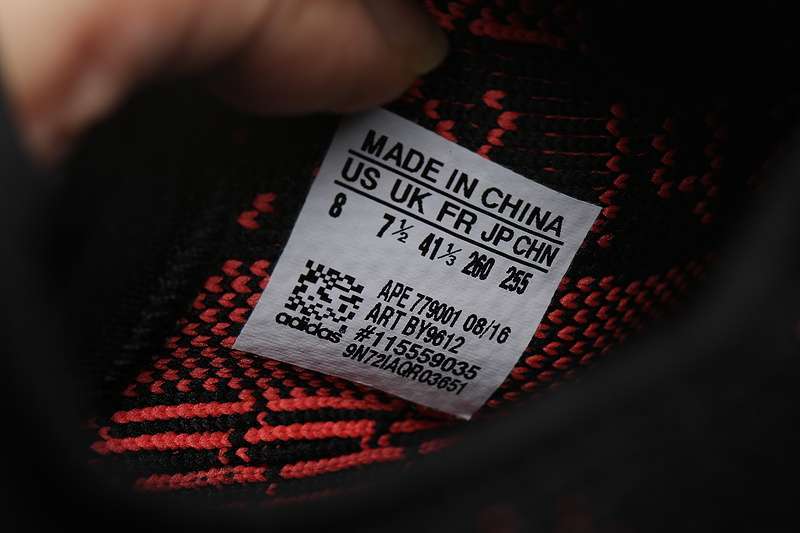 MADE IN CHINA
US UK FR JP CHN
8 7½ 41⅓ 260 255
APE 779001 08/16
ART BY9612
#115559035
9N72IAQR03651
adidas